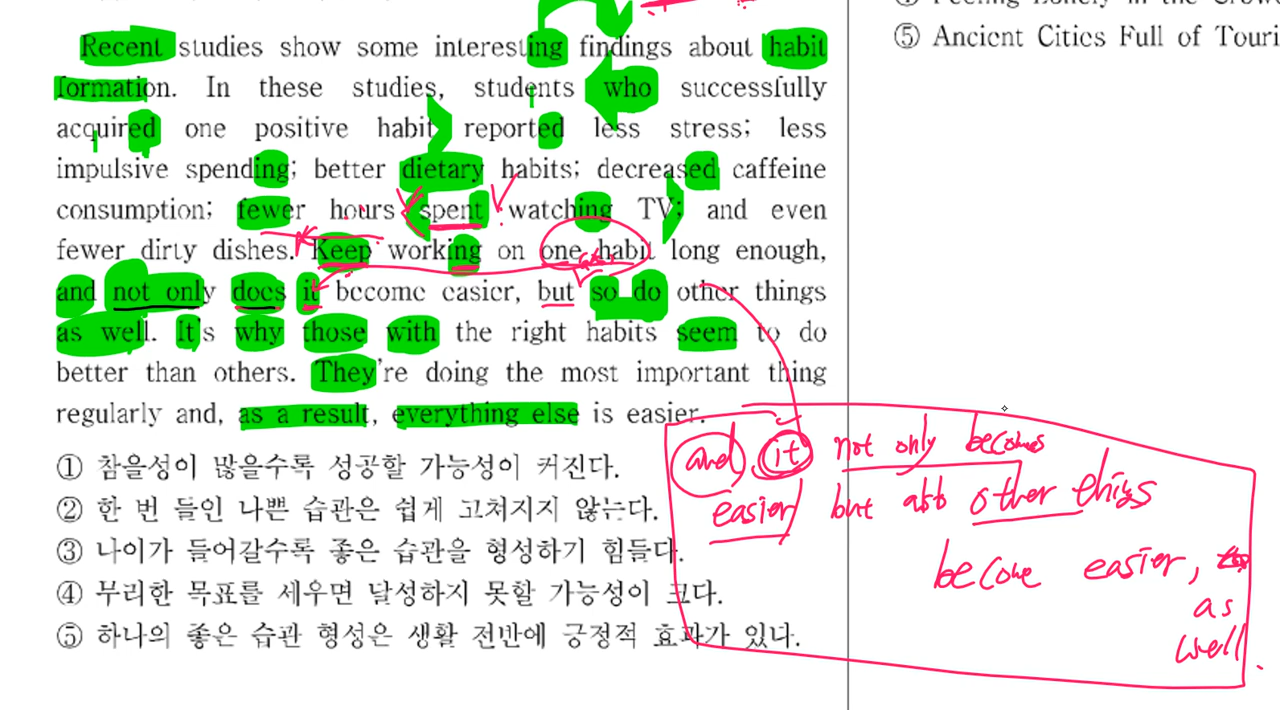 ⑤ Ancient Cities Full of Touri
Recent studies show some interesting findings about habit
formation. In these studies, students who successfully
acquired one positive habit reported less stress; less
impulsive spending; better dietary habits; decreased caffeine
consumption; fewer hours spent watching TV; and even
fewer dirty dishes. Keep working on one habit long enough,
and not only does it become easier, but so do other things
as well. It's why those with the right habits seem to do
better than others. They're doing the most important thing
regularly and, as a result, everything else is easier.
① 참을성이 많을수록 성공할 가능성이 커진다.
② 한 번 들인 나쁜 습관은 쉽게 고쳐지지 않는다.
③ 나이가 들어갈수록 좋은 습관을 형성하기 힘들다.
④ 무리한 목표를 세우면 달성하지 못할 가능성이 크다.
⑤ 하나의 좋은 습관 형성은 생활 전반에 긍정적 효과가 있다.
and, it not only becomes
easier but other things
become easier,
as
well.